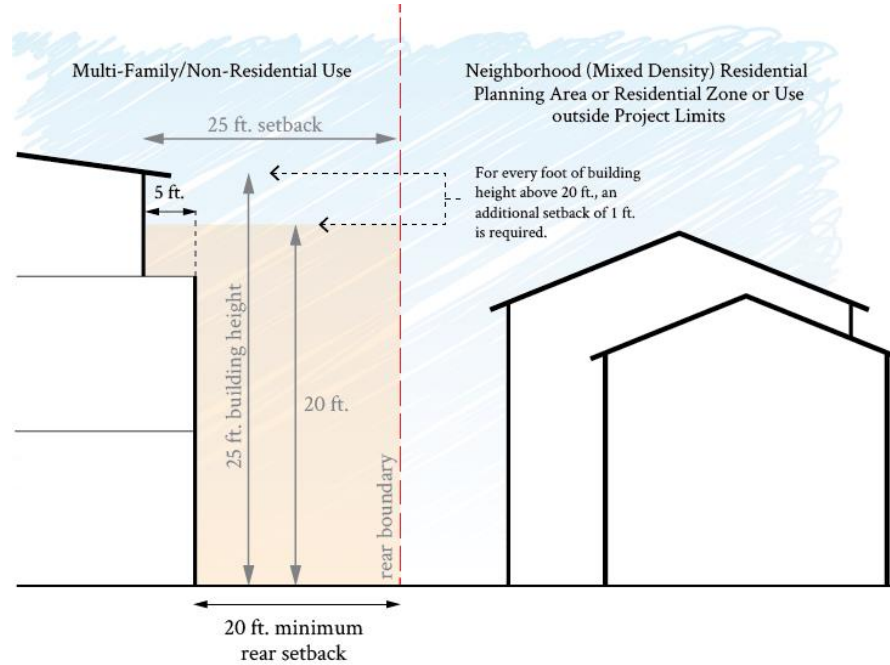 Multi-Family/Non-Residential Use
Neighborhood (Mixed Density) Residential
Planning Area or Residential Zone or Use
outside Project Limits
25 ft. setback
For every foot of building
height above 20 ft., an
additional setback of 1 ft.
is required.
5 ft.
25 ft. building height
20 ft.
rear boundary
20 ft. minimum
rear setback